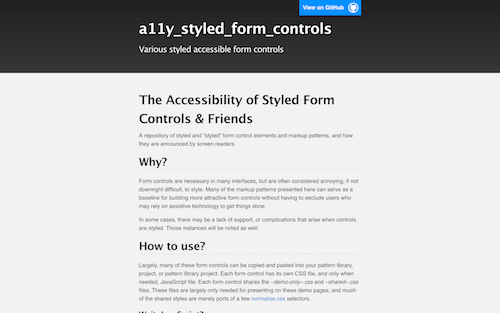 View on GitHub
a11y_styled_form_controls
Various styled accessible form controls
The Accessibility of Styled Form
Controls & Friends
A repository of styled and "styled" form control elements and markup patterns, and how
they are announced by screen readers.
Why?
Form controls are necessary in many interfaces, but are often considered annoying, if not
downright difficult, to style. Many of the markup patterns presented here can serve as a
baseline for building more attractive form controls without having to exclude users who
may rely on assistive technology to get things done.
In some cases, there may be a lack of support, or complications that arise when controls
are styled. Those instances will be noted as well.
How to use?
Largely, many of these form controls can be copied and pasted into your pattern library,
project, or pattern library project. Each form control has its own CSS file, and only when
needed, JavaScript file. Each form control shares the --demo-only--.css and --shared--.css
files. These files are largely only needed for presenting on these demo pages, and much
of the shared styles are merely ports of a few normalize.css selectors.